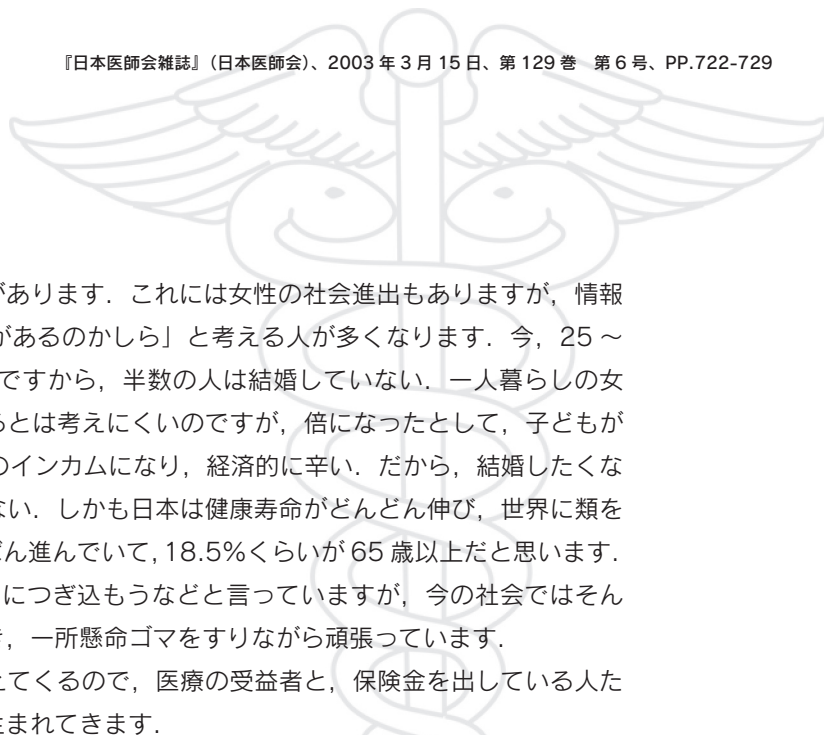 『日本医師会雑誌』（日本医師会）、2003年3月15日、第129巻　第6号、PP.722-729
があります．これには女性の社会進出もありますが，情報
があるのかしら」と考える人が多くなります．今，25～
ですから，半数の人は結婚していない．一人暮らしの女
るとは考えにくいのですが，倍になったとして，子どもが
のインカムになり，経済的に辛い．だから，結婚したくな
ない．しかも日本は健康寿命がどんどん伸び，世界に類を
ばん進んでいて，18.5%くらいが65歳以上だと思います．
につぎ込もうなどと言っていますが，今の社会ではそん
，一所懸命ゴマをすりながら頑張っています．
えてくるので，医療の受益者と，保険金を出している人た
生まれてきます．